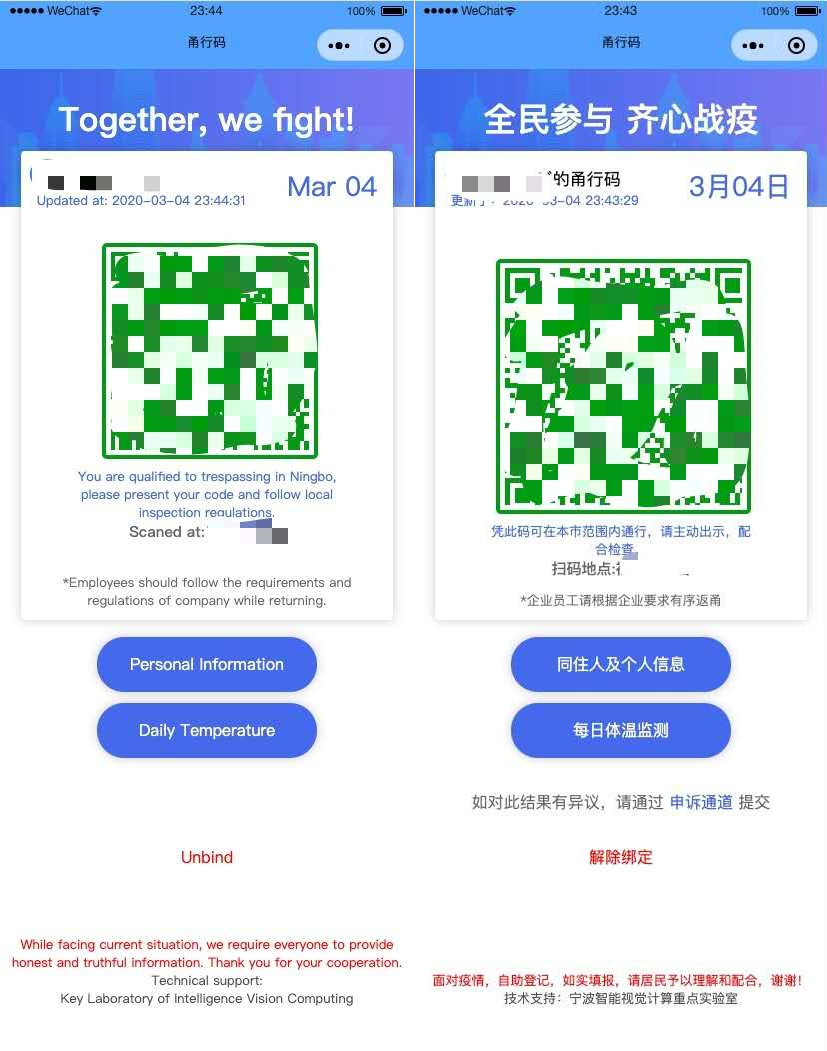 WeChat
23:44
100%
甬行码
Together, we fight!
Mar 04
Updated at: 2020-03-04 23:44:31
You are qualified to trespassing in Ningbo,
please present your code and follow local
inspection regulations.
Scaned at:
*Employees should follow the requirements and
regulations of company while returning.
Personal Information
Daily Temperature
Unbind
While facing current situation, we require everyone to provide
honest and truthful information. Thank you for your cooperation.
Technical support:
Key Laboratory of Intelligence Vision Computing
WeChat
23:43
100%
甬行码
全民参与 齐心战疫
的甬行码
3月04日
更新于: 2020-03-04 23:43:29
凭此码可在本市范围内通行，请主动出示，配
合检查
扫码地点:
*企业员工请根据企业要求有序返甬
同住人及个人信息
每日体温监测
如对此结果有异议，请通过 申诉通道 提交
解除绑定
面对疫情，自助登记，如实填报，请居民予以理解和配合，谢谢！
技术支持：宁波智能视觉计算重点实验室